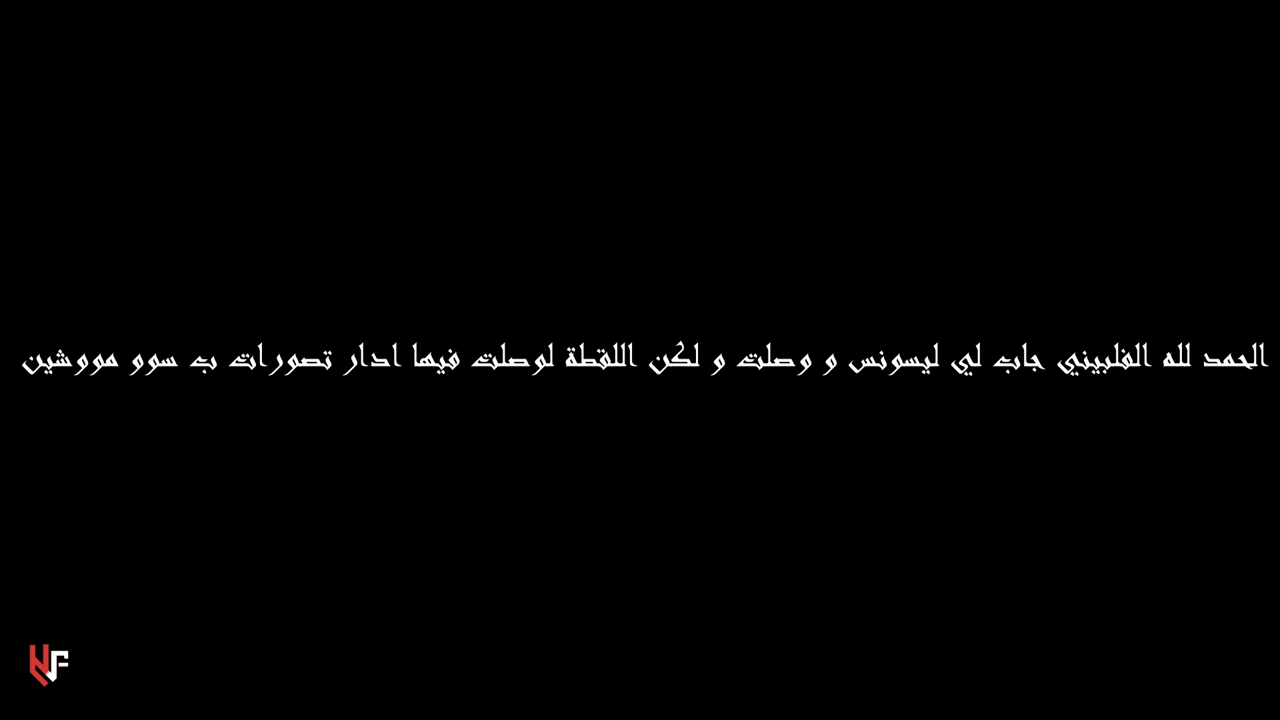 الحمد لله الفلبيني جاب لي ليسونس و وصلت و لكن اللقطة لوصلت فيها ادار تصورات ب سوو مووشين